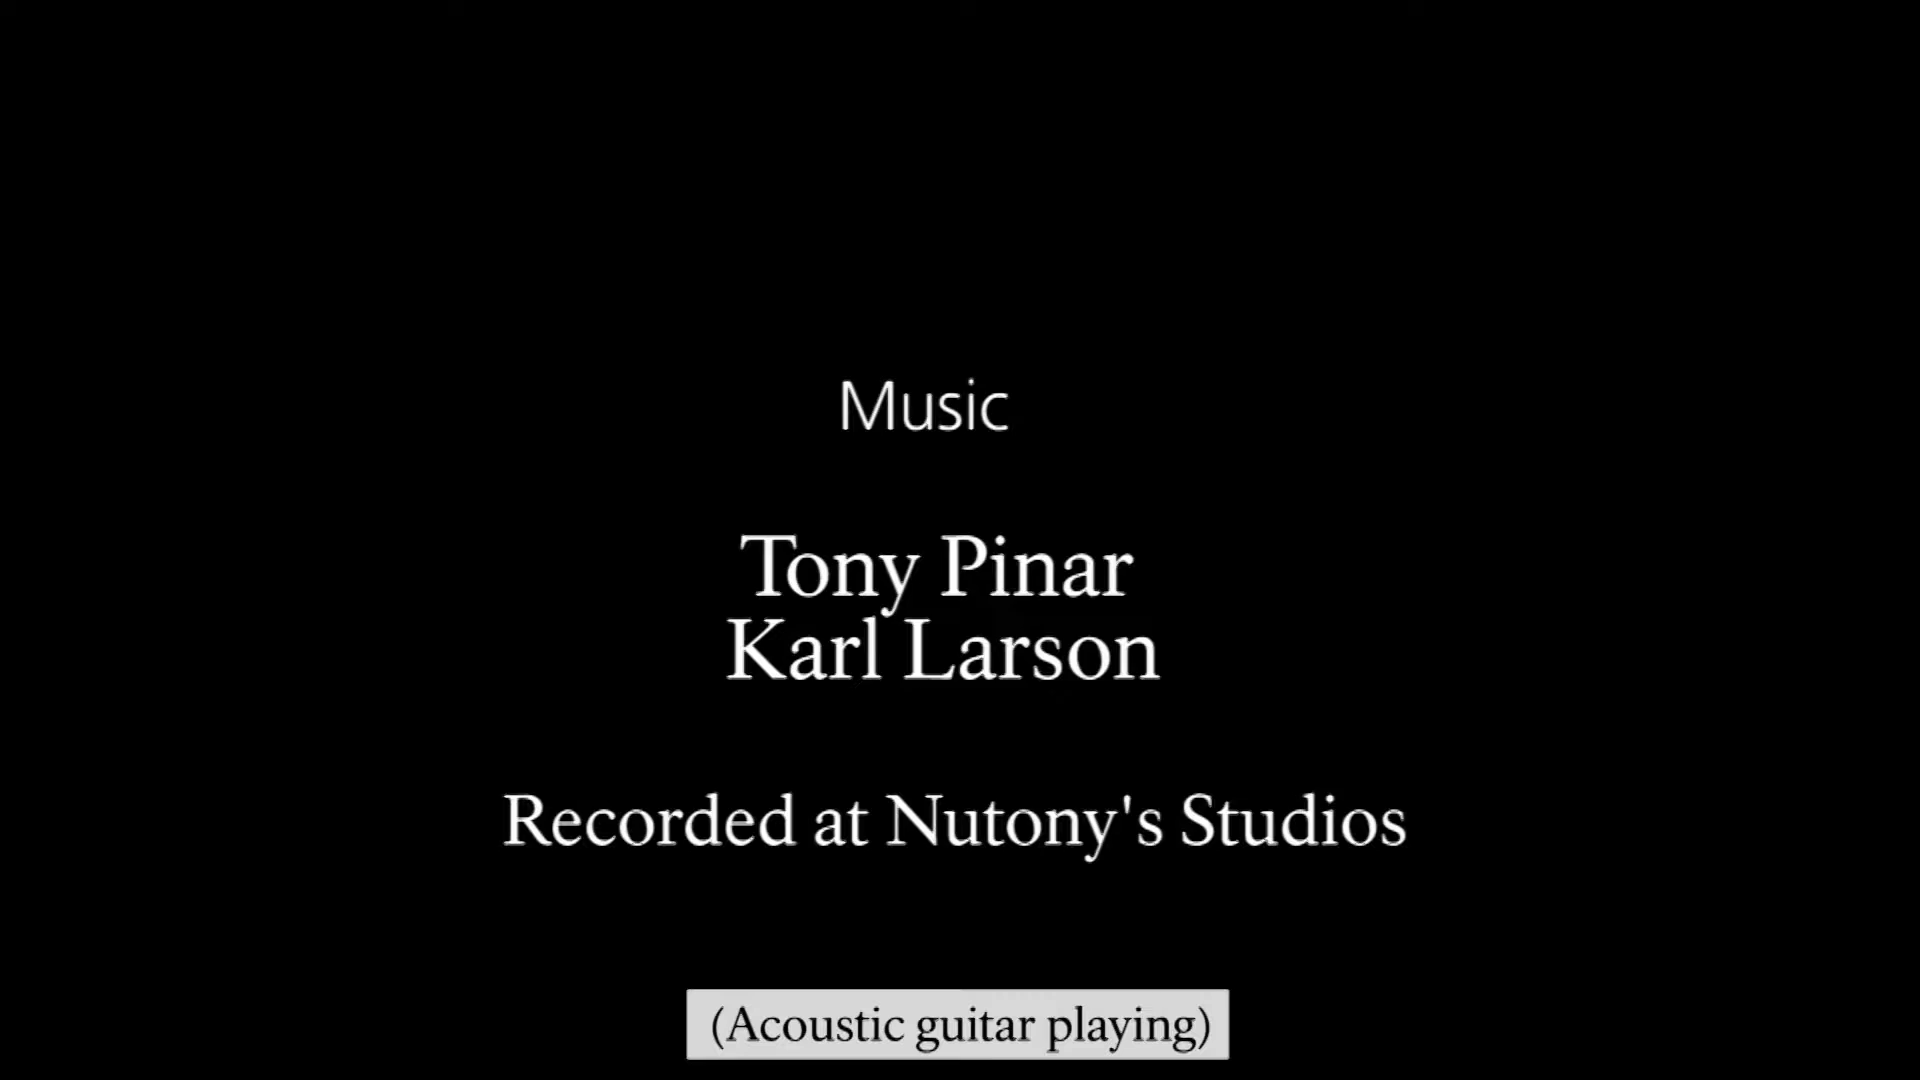 Music
Tony Pinar
Karl Larson
Recorded at Nutony's Studios
(Acoustic guitar playing)